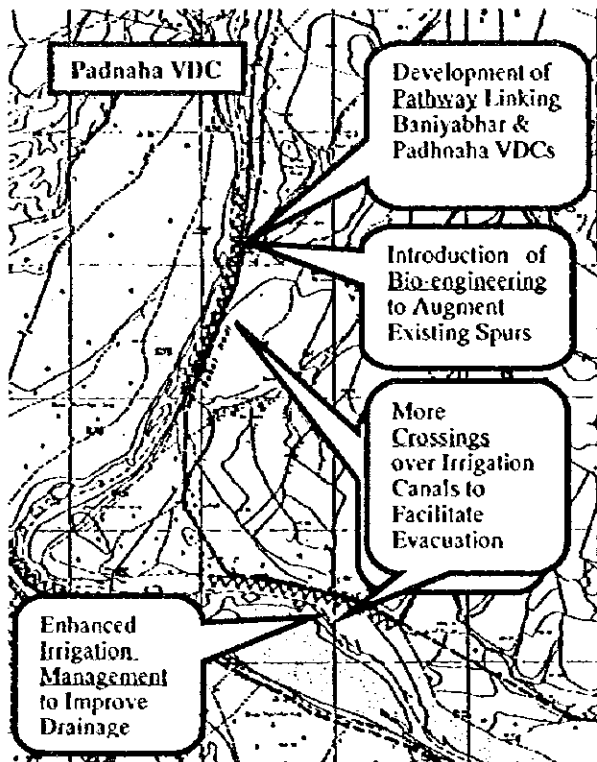 Padnaha VDC
Development of
Pathway Linking
Baniyabhar &
Padhnaha VDCs
Introduction of
Bio-engineering
to Augment
Existing Spurs
More
Crossings
over Irrigation
Canals to
Facilitate
Evacuation
Enhanced
Irrigation
Management
to Improve
Drainage